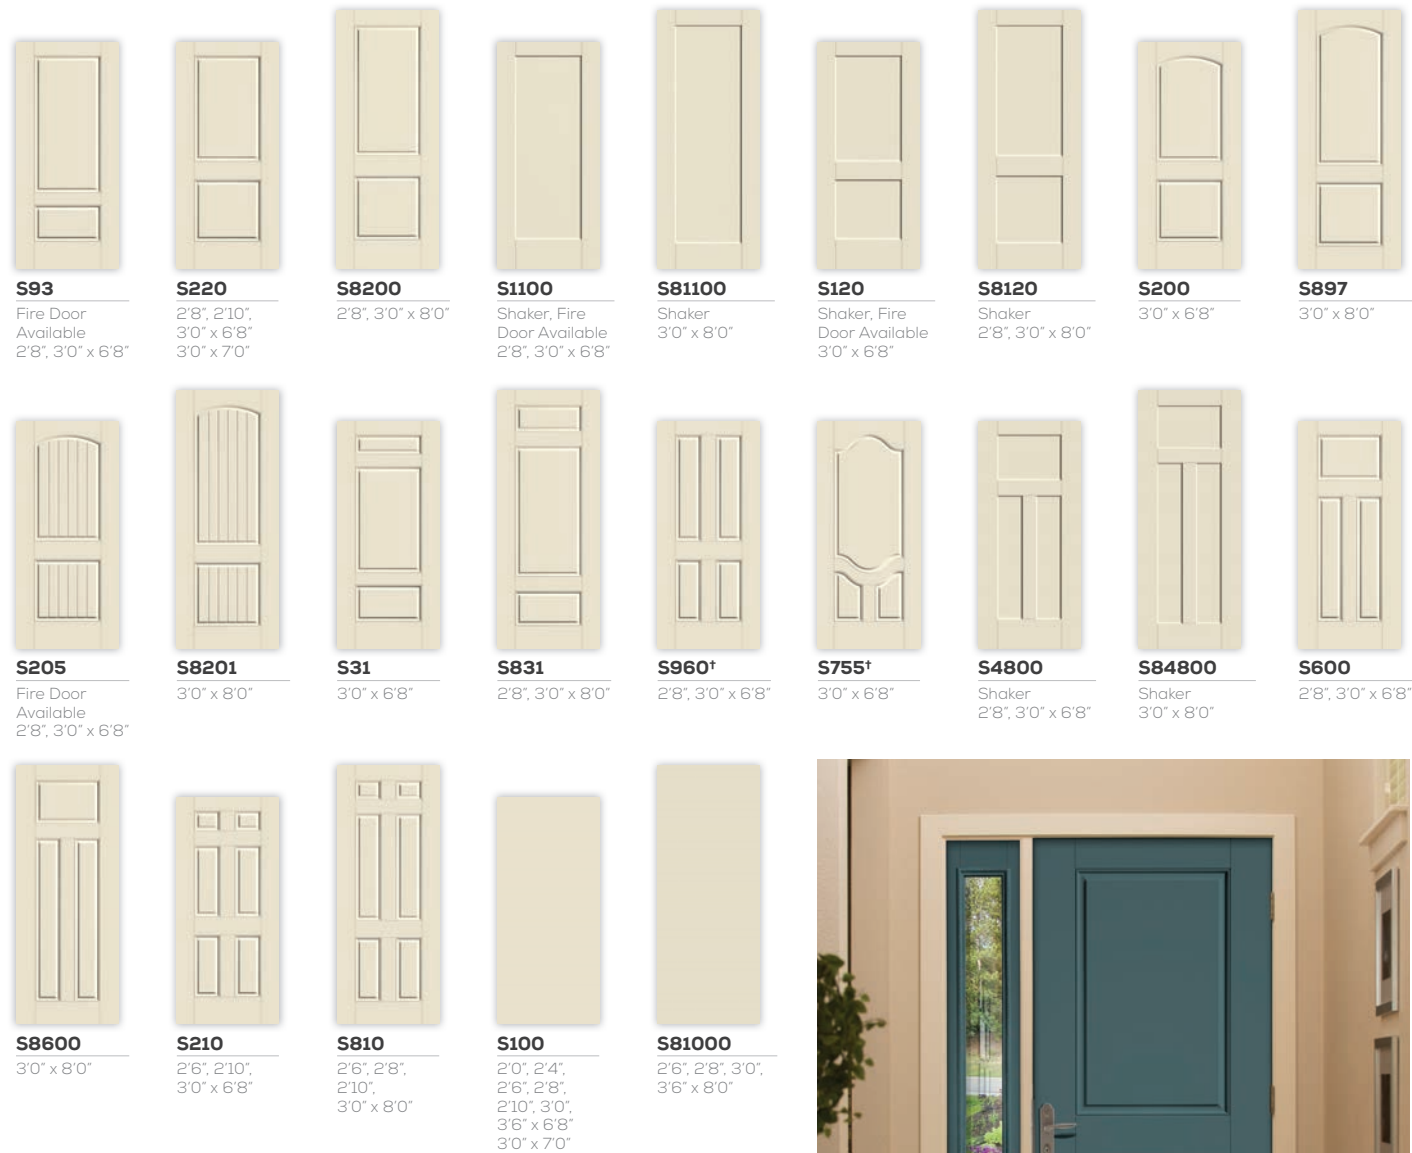 S93
Fire Door
Available
2'8", 3'0" x 6'8"
S220
2'8", 2'10",
3'0" x 6'8"
3'0" x 7'0"
S8200
2'8", 3'0" x 8'0"
S1100
Shaker, Fire
Door Available
2'8", 3'0" x 6'8"
S81100
Shaker
3'0" x 8'0"
S120
Shaker, Fire
Door Available
3'0" x 6'8"
S8120
Shaker
2'8", 3'0" x 8'0"
S200
3'0" x 6'8"
S897
3'0" x 8'0"
S205
Fire Door
Available
2'8", 3'0" x 6'8"
S8201
3'0" x 8'0"
S31
3'0" x 6'8"
S831
2'8", 3'0" x 8'0"
S960†
2'8", 3'0" x 6'8"
S755†
3'0" x 6'8"
S4800
Shaker
2'8", 3'0" x 6'8"
S84800
Shaker
3'0" x 8'0"
S600
2'8", 3'0" x 6'8"
S8600
3'0" x 8'0"
S210
2'6", 2'10",
3'0" x 6'8"
S810
2'6", 2'8",
2'10",
3'0" x 8'0"
S100
2'0", 2'4",
2'6", 2'8",
2'10", 3'0",
3'6" x 6'8"
3'0" x 7'0"
S81000
2'6", 2'8", 3'0",
3'6" x 8'0"